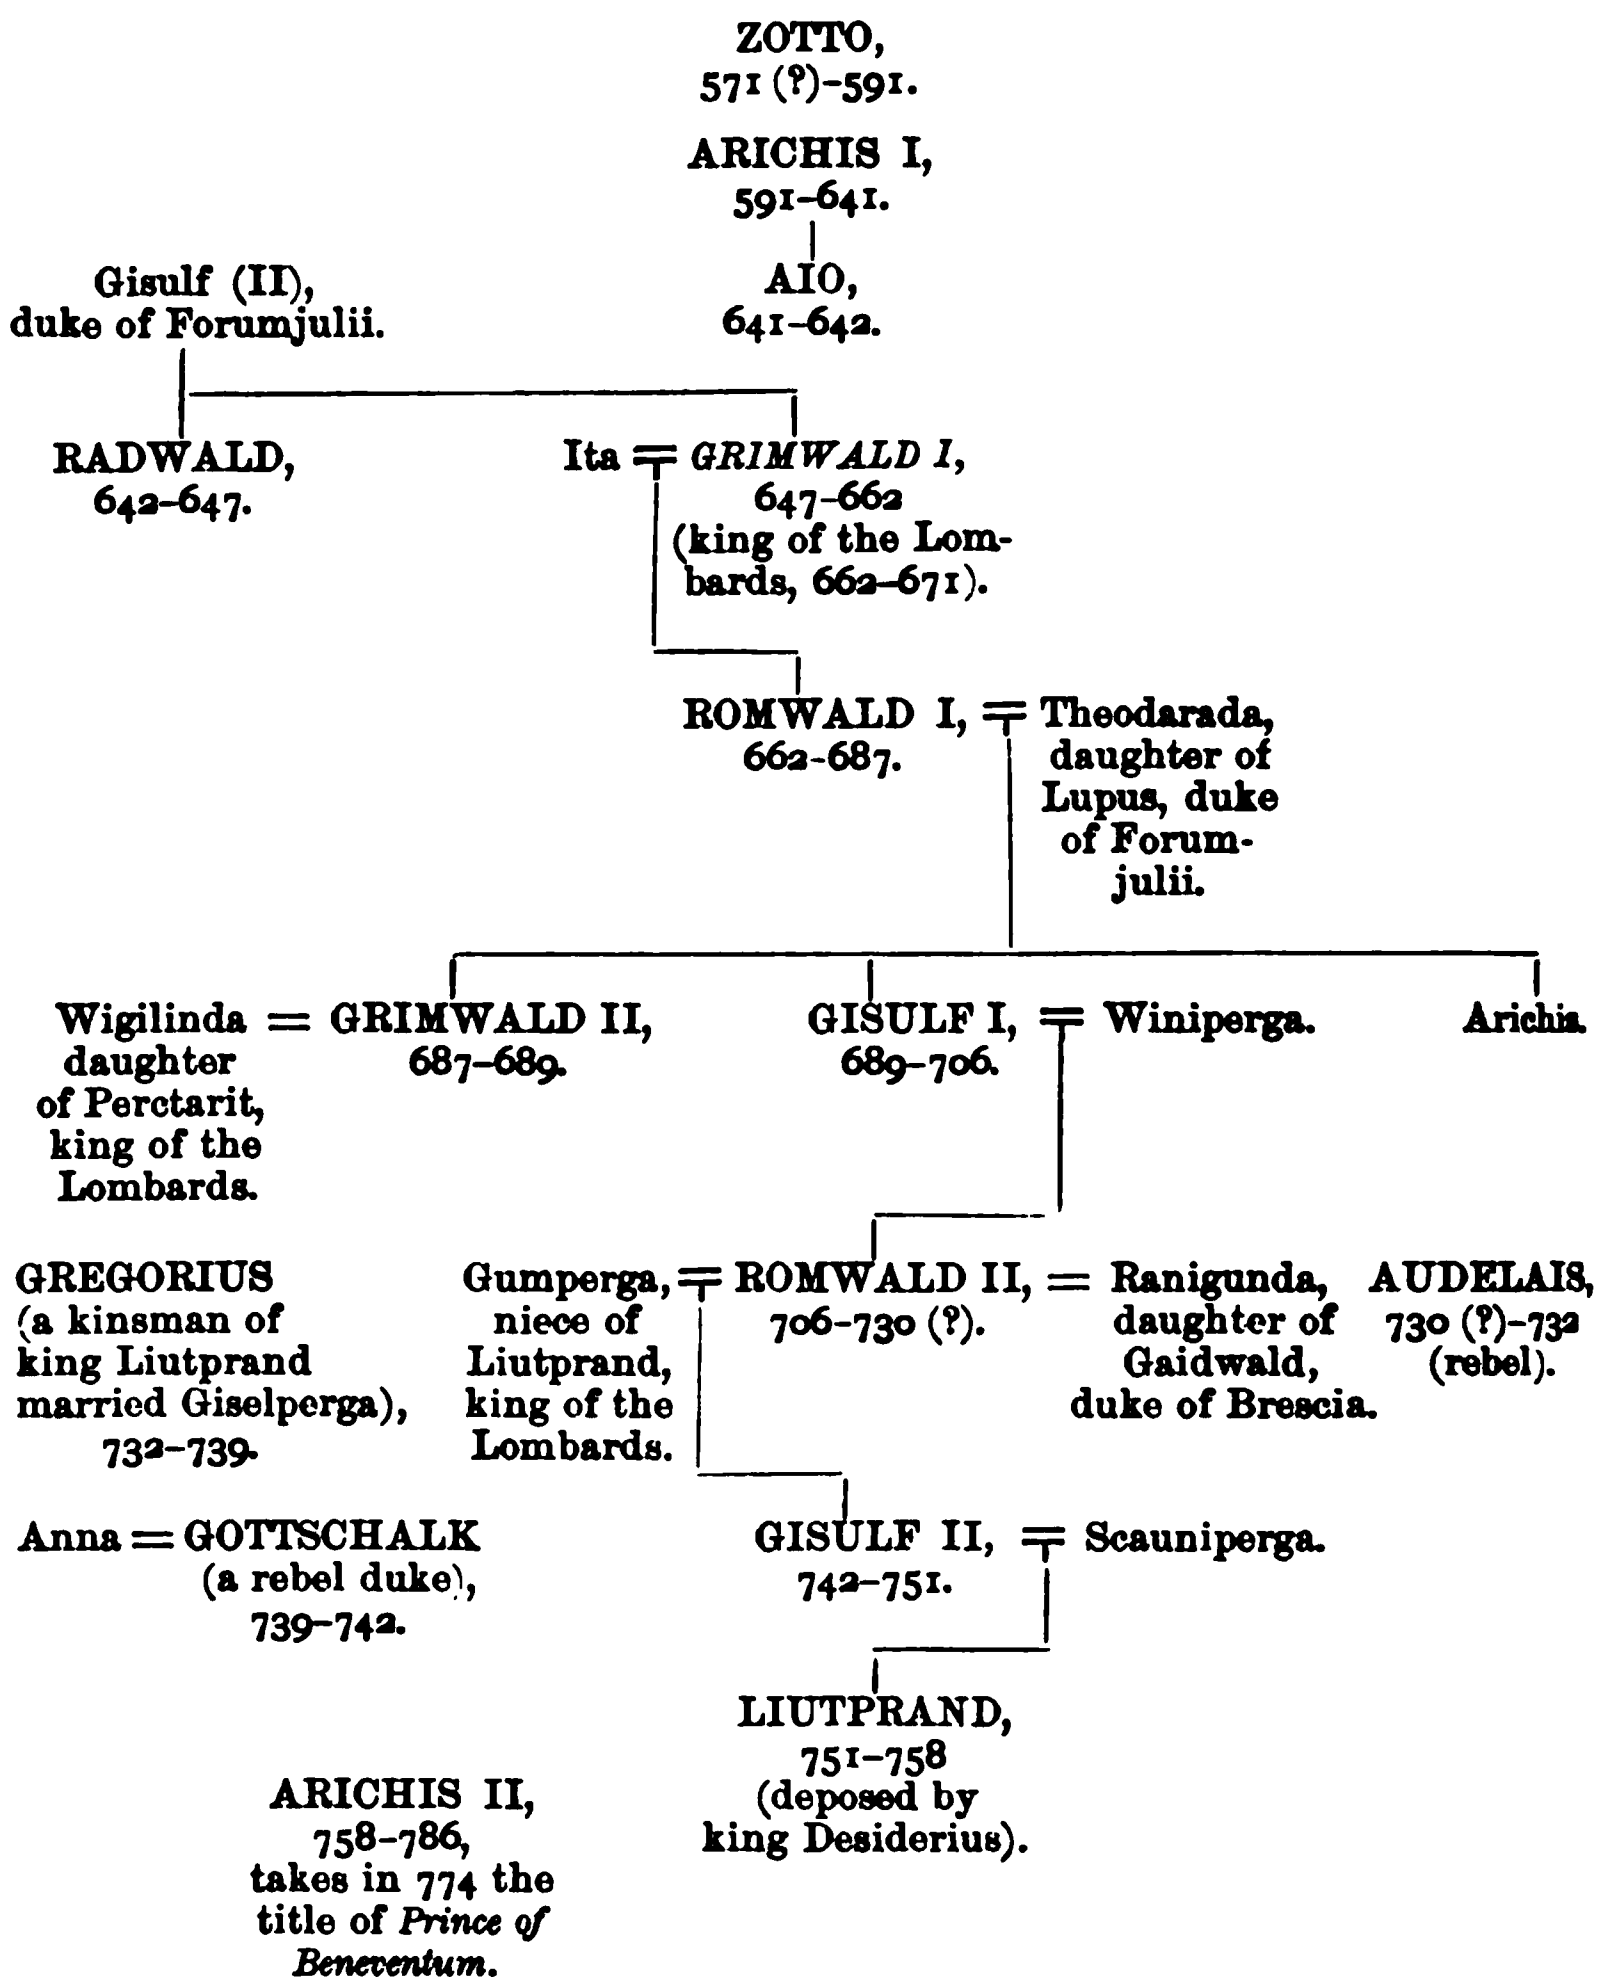 ZOTTO,
571 (?)-591.
ARICHIS I,
591-641.
AIO,
641-642.
Gisulf (II),
duke of Forumjulii.
RADWALD,
642-647.
Ita = GRIMWALD I,
647-662
(king of the Lom-
bards, 662-671).
ROMWALD I, =
662-687.
Theodarada,
daughter of
Lupus, duke
of Forum-
julii.
Wigilinda =
daughter
of Perctarit,
king of the
Lombards.
GRIMWALD II,
687-689.
GISULF I, = Winiperga.
689-706.
Arichis.
GREGORIUS
(a kinsman of
king Liutprand
married Giselperga),
732-739.
Gumperga, =
niece of
Liutprand,
king of the
Lombards.
ROMWALD II, =
706-730 (?).
Ranigunda,
daughter of
Gaidwald,
duke of Brescia.
AUDELAIS,
730 (?)-732
(rebel).
Anna = GOTTSCHALK
(a rebel duke),
739-742.
GISULF II, = Scauniperga.
742-751.
LIUTPRAND,
751-758
(deposed by
king Desiderius).
ARICHIS II,
758-786,
takes in 774 the
title of Prince of
Beneventum.